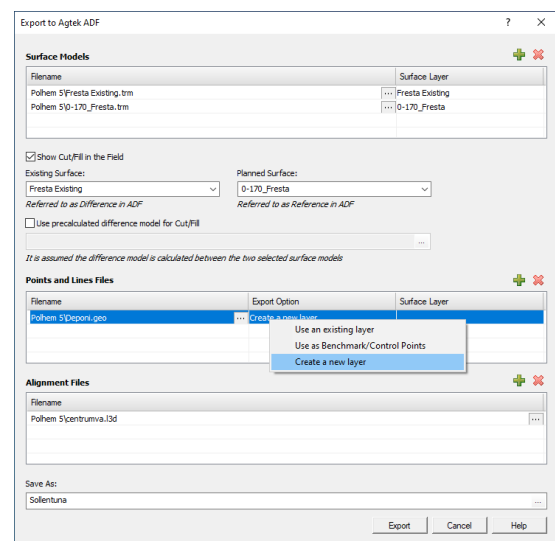 Export to Agtek ADF ? ×
Surface Models
Filename Surface Layer
Polhem 5\Fresta Existing.trm ... Fresta Existing
Polhem 5\0-170_Fresta.trm ... 0-170_Fresta
Show Cut/Fill in the Field
Existing Surface: Planned Surface:
Fresta Existing 0-170_Fresta
Referred to as Difference in ADF Referred to as Reference in ADF
Use precalculated difference model for Cut/Fill
...
It is assumed the difference model is calculated between the two selected surface models
Points and Lines Files
Filename Export Option Surface Layer
Polhem 5\Deponi.geo ... Create a new layer
Use an existing layer
Use as Benchmark/Control Points
Create a new layer
Alignment Files
Filename
Polhem 5\centrumva.l3d ...
Save As:
Sollentuna ...
Export Cancel Help